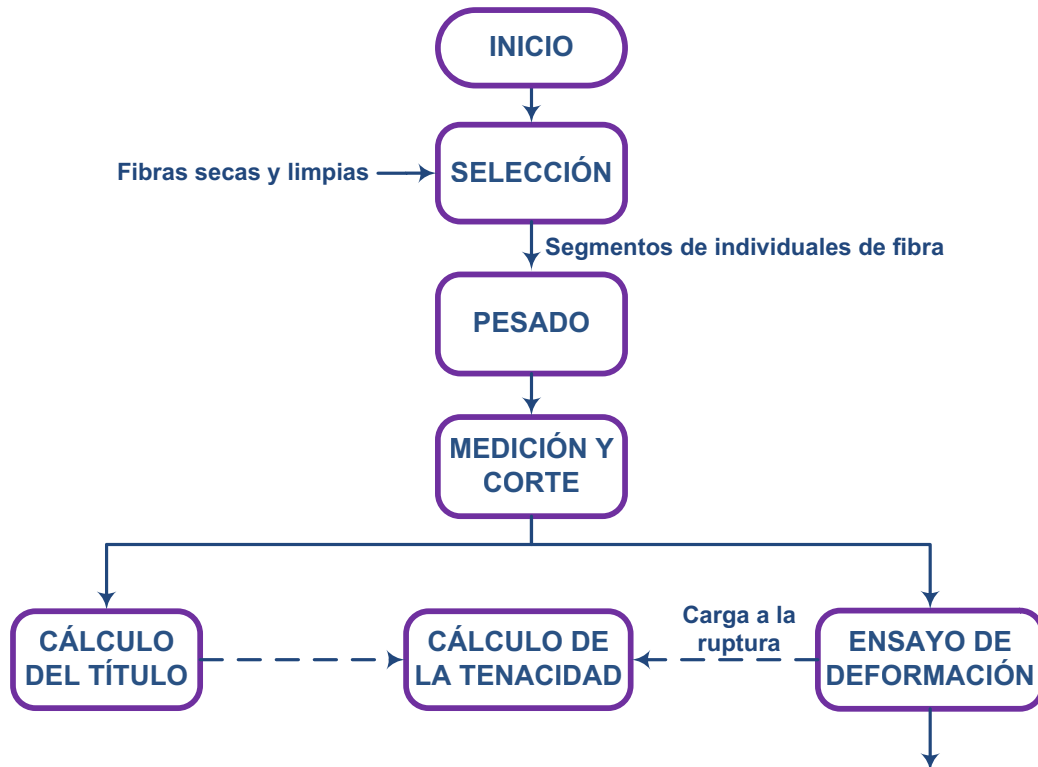 INICIO
Fibras secas y limpias
SELECCIÓN
Segmentos de individuales de fibra
PESADO
MEDICIÓN Y
CORTE
CÁLCULO
DEL TÍTULO
CÁLCULO DE
LA TENACIDAD
Carga a la
ruptura
ENSAYO DE
DEFORMACIÓN